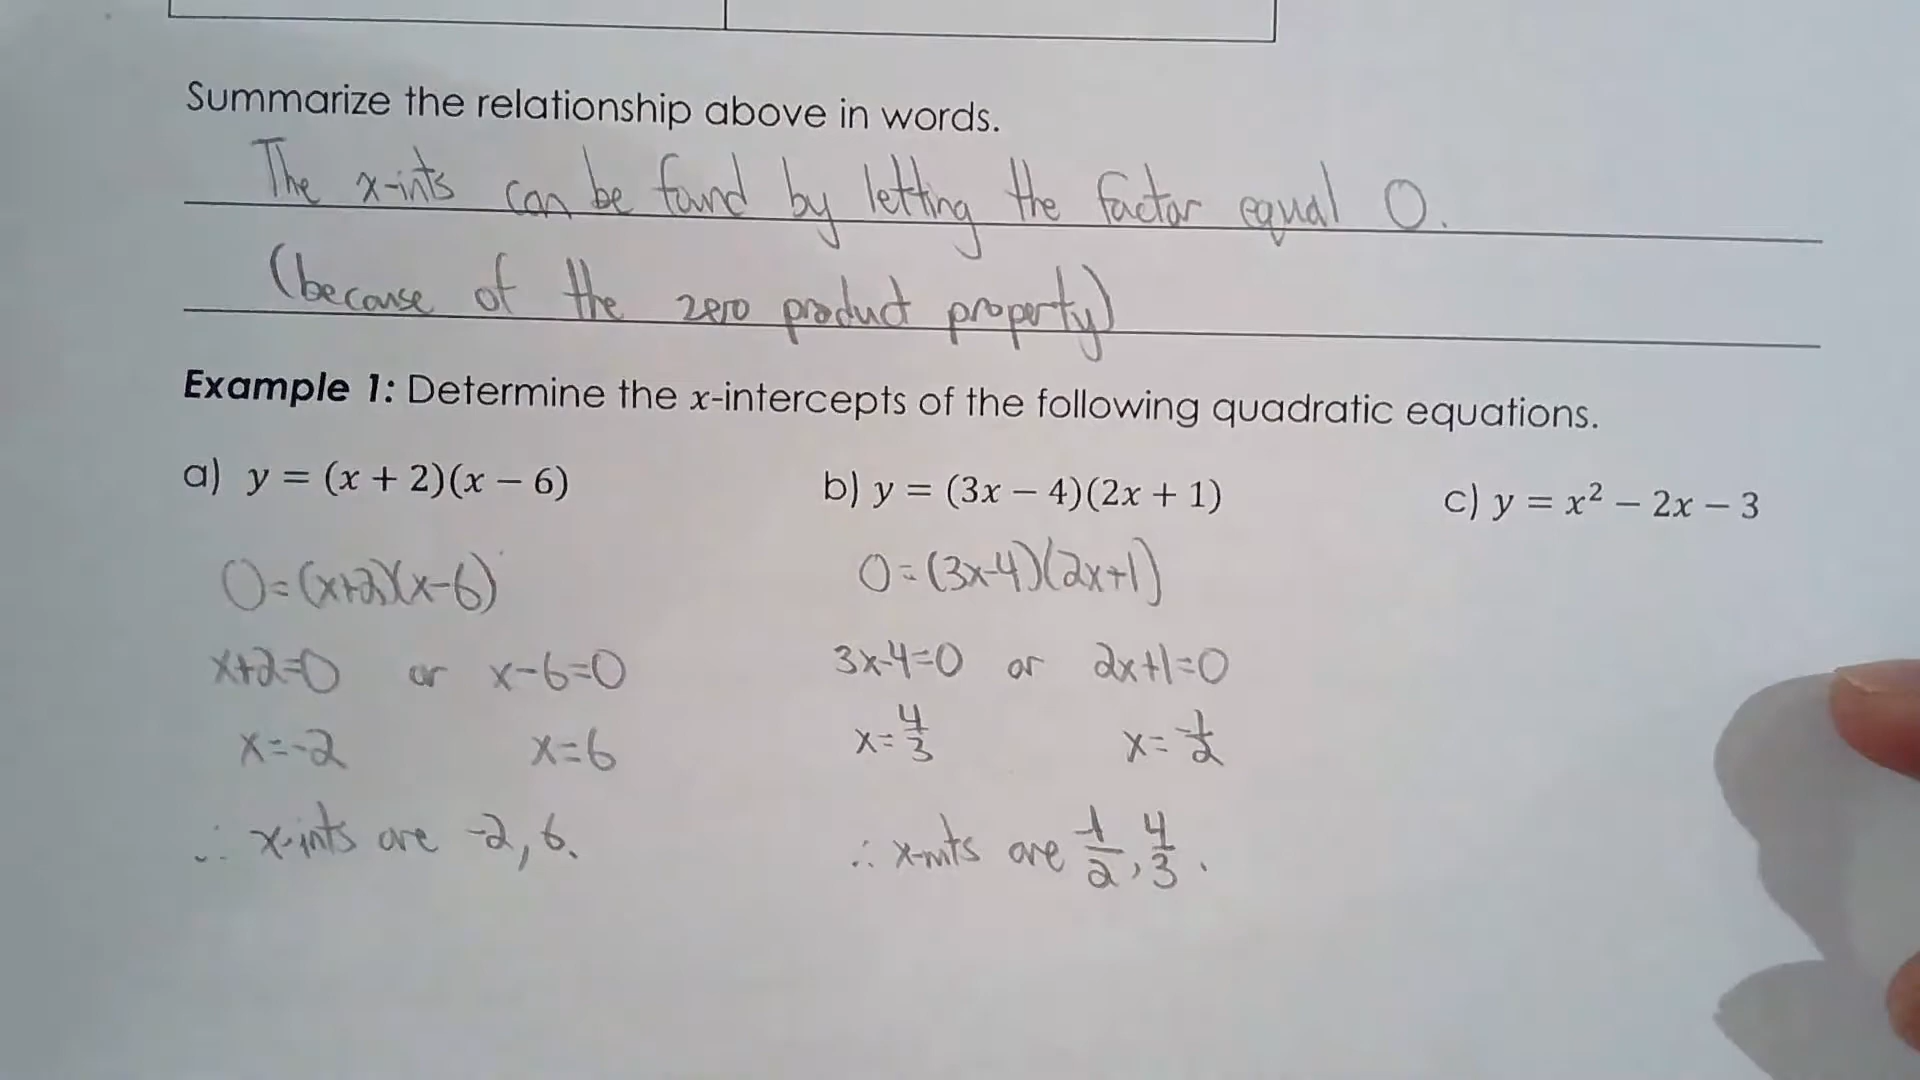 Summarize the relationship above in words.
The x-ints can be found by letting the factor equal 0.
(because of the zero product property)
Example 1: Determine the x-intercepts of the following quadratic equations.
a) y = (x + 2)(x − 6)
b) y = (3x − 4)(2x + 1)
c) y = x² − 2x − 3
0=(x+2)(x-6)
0=(3x-4)(2x+1)
x+2=0 or x-6=0
3x-4=0 or 2x+1=0
x=-2 x=6
x=4/3 x=-1/2
∴ x-ints are -2, 6.
∴ x-ints are -1/2, 4/3.